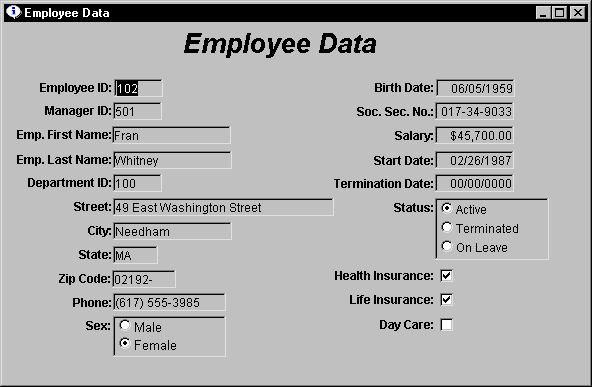 Employee Data
Employee Data
Employee ID: 102
Manager ID: 501
Emp. First Name: Fran
Emp. Last Name: Whitney
Department ID: 100
Street: 49 East Washington Street
City: Needham
State: MA
Zip Code: 02192-
Phone: (617) 555-3985
Sex: Male
Female
Birth Date: 06/05/1959
Soc. Sec. No.: 017-34-9033
Salary: $45,700.00
Start Date: 02/26/1987
Termination Date: 00/00/0000
Status: Active
Terminated
On Leave
Health Insurance:
Life Insurance:
Day Care: